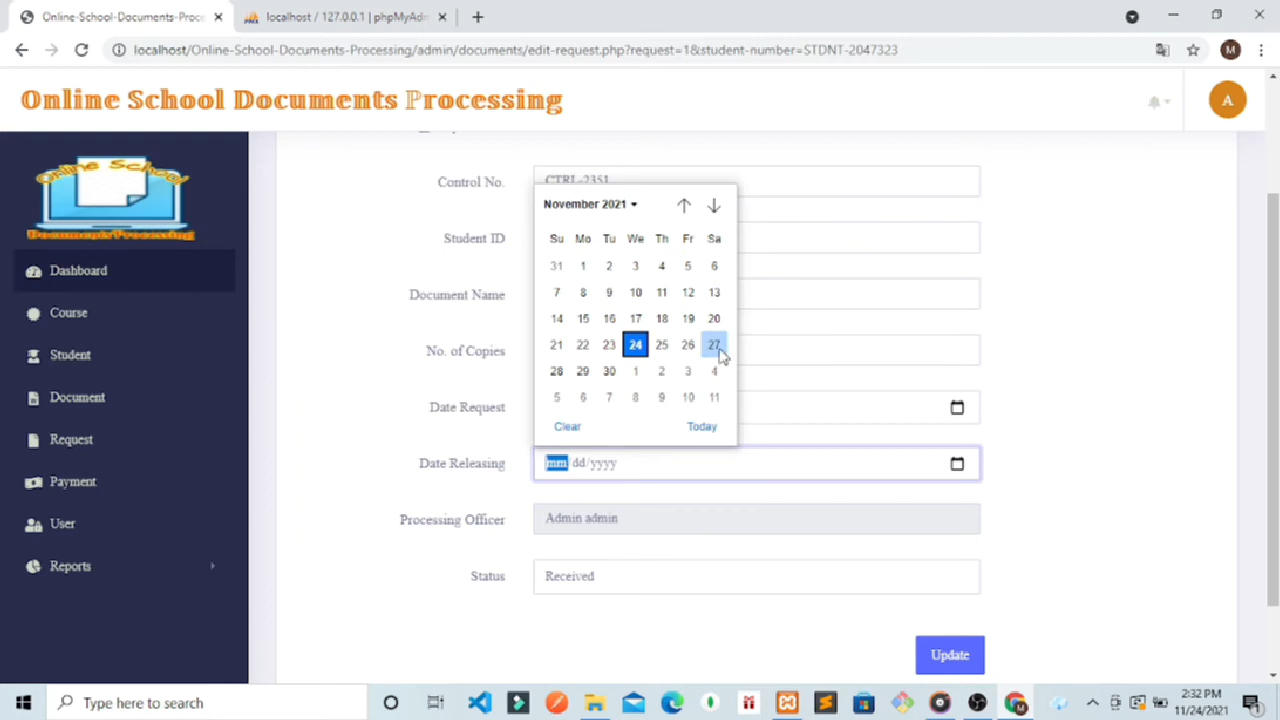 Online-School-Documents-Proce
localhost / 127.0.0.1 | phpMyAdm
localhost/Online-School-Documents-Processing/admin/documents/edit-request.php?request=1&student-number=STDNT-2047323
M
Online School Documents Processing
A
Online School
DocumentsProcessing
Dashboard
Course
Student
Document
Request
Payment
User
Reports
Control No.
CTRL-2351
Student ID
Document Name
No. of Copies
Date Request
November 2021
Su Mo Tu We Th Fr Sa
31 1 2 3 4 5 6
7 8 9 10 11 12 13
14 15 16 17 18 19 20
21 22 23 24 25 26 27
28 29 30 1 2 3 4
5 6 7 8 9 10 11
Clear Today
Date Releasing
mm/dd/yyyy
Processing Officer
Admin admin
Status
Received
Update
Type here to search
2:32 PM
11/24/2021
1